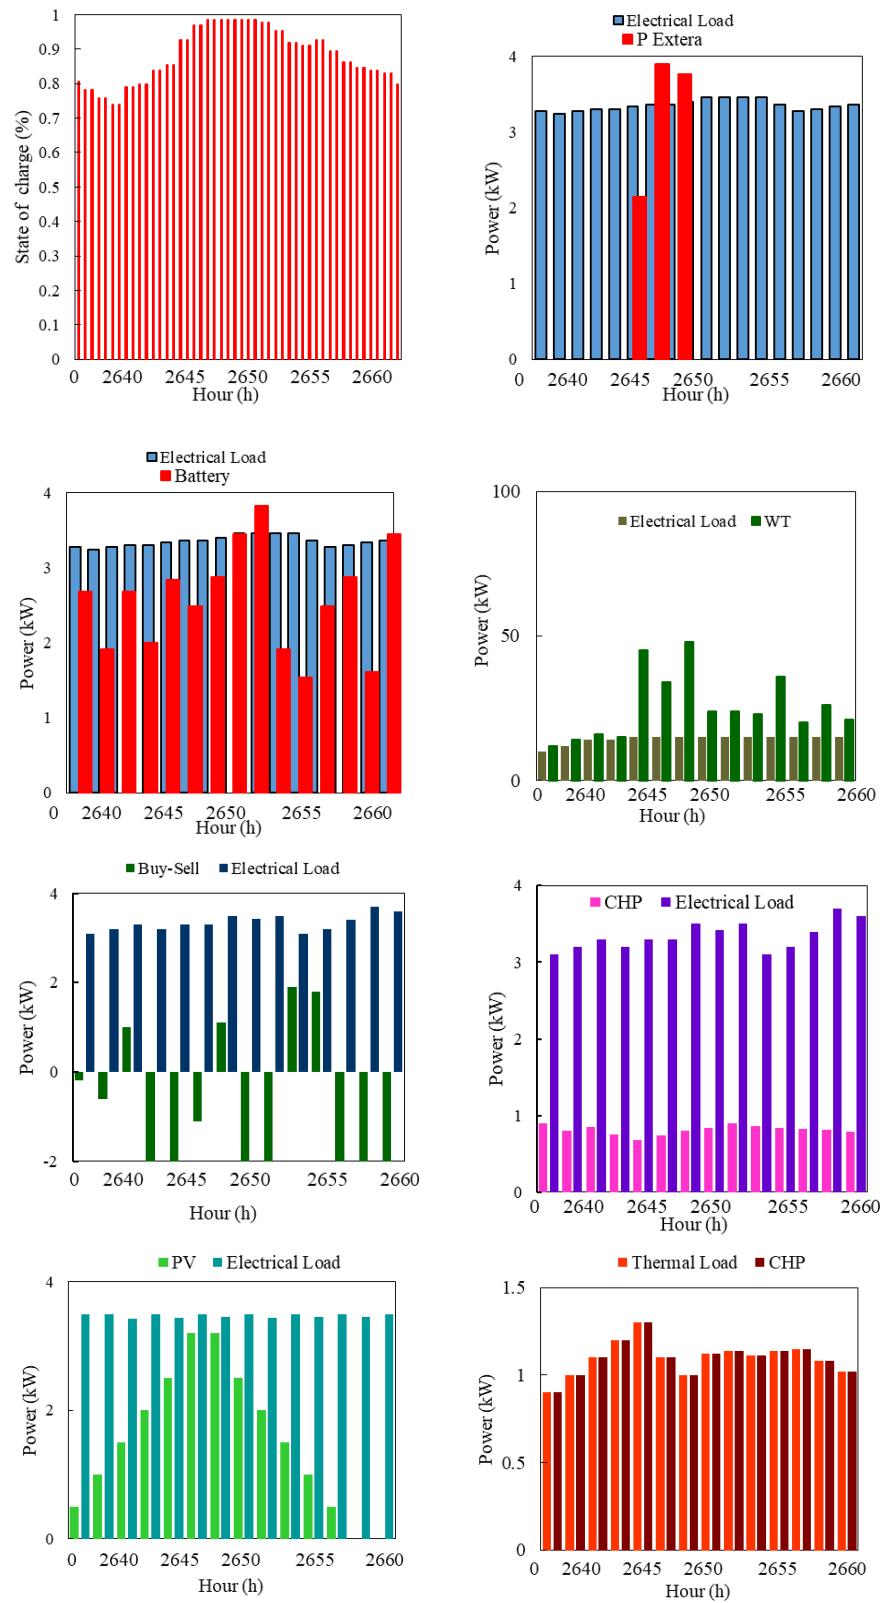 1
0.9
0.8
0.7
0.6
0.5
0.4
0.3
0.2
0.1
0
State of charge (%)
0 2640 2645 2650 2655 2660
Hour (h)
Electrical Load
P Extera
4
3
2
1
0
Power (kW)
0 2640 2645 2650 2655 2660
Hour (h)
Electrical Load
Battery
4
3
2
1
0
Power (kW)
0 2640 2645 2650 2655 2660
Hour (h)
100
50
0
Electrical Load WT
Power (kW)
0 2640 2645 2650 2655 2660
Hour (h)
Buy-Sell Electrical Load
4
2
0
-2
Power (kW)
0 2640 2645 2650 2655 2660
Hour (h)
4
3
2
1
0
CHP Electrical Load
Power (kW)
0 2640 2645 2650 2655 2660
Hour (h)
PV Electrical Load
4
2
0
Power (kW)
0 2640 2645 2650 2655 2660
Hour (h)
Thermal Load CHP
1.5
1
0.5
0
Power (kW)
0 2640 2645 2650 2655 2660
Hour (h)